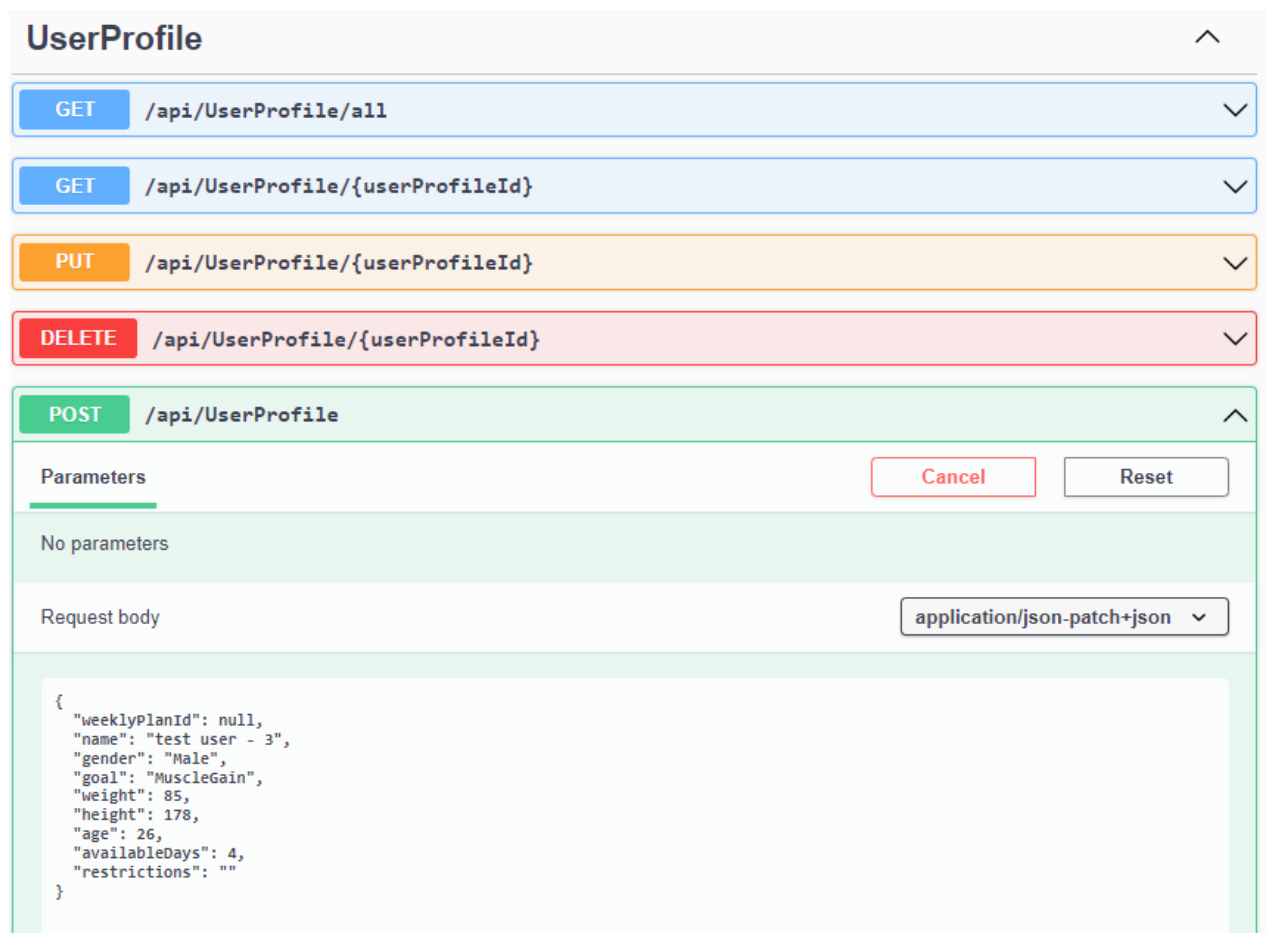 UserProfile
GET /api/UserProfile/all
GET /api/UserProfile/{userProfileId}
PUT /api/UserProfile/{userProfileId}
DELETE /api/UserProfile/{userProfileId}
POST /api/UserProfile
Parameters Cancel Reset
No parameters
Request body application/json-patch+json
{
  "weeklyPlanId": null,
  "name": "test user - 3",
  "gender": "Male",
  "goal": "MuscleGain",
  "weight": 85,
  "height": 178,
  "age": 26,
  "availableDays": 4,
  "restrictions": ""
}